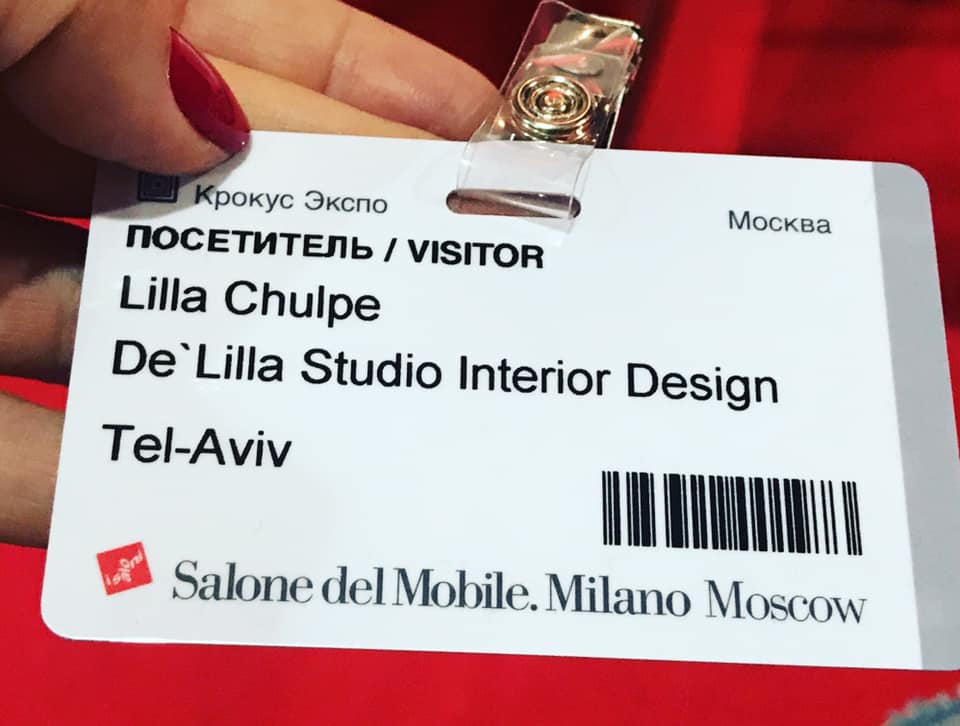 Крокус Экспо
Москва
ПОСЕТИТЕЛЬ / VISITOR
Lilla Chulpe
De`Lilla Studio Interior Design
Tel-Aviv
i saloni
Salone del Mobile. Milano Moscow